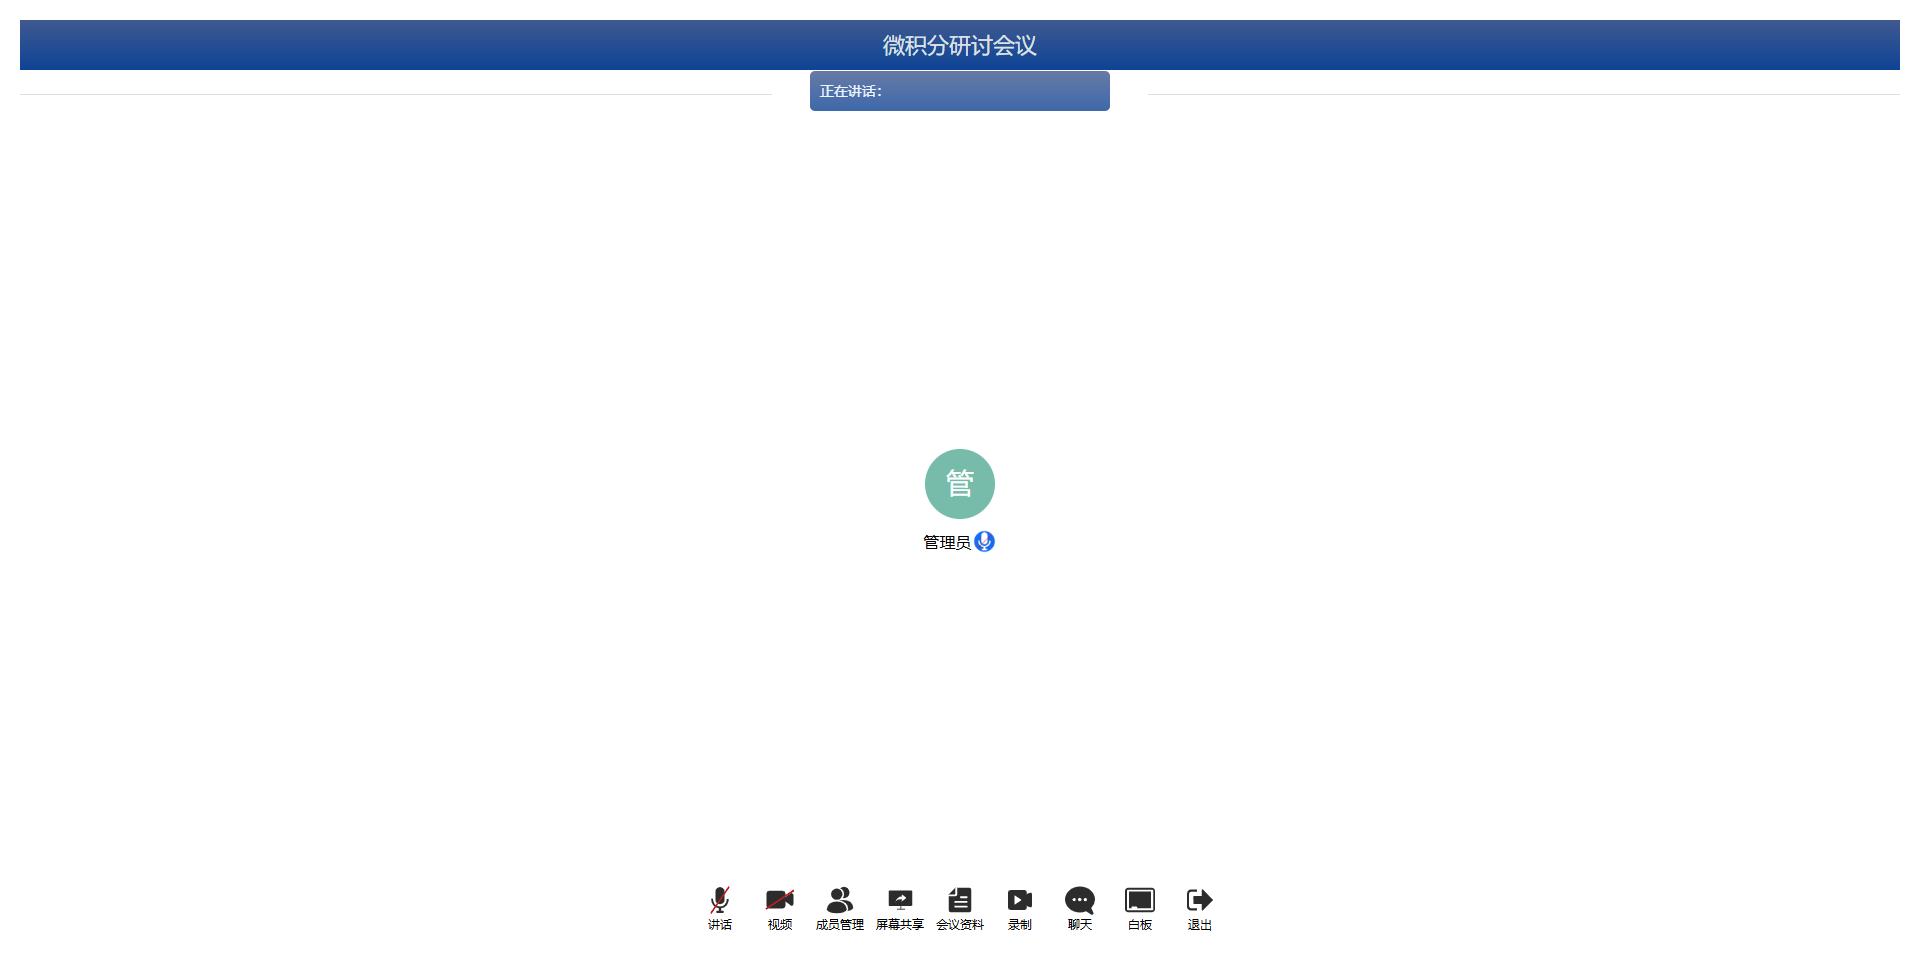 微积分研讨会议
正在讲话：
管
管理员
讲话 视频 成员管理 屏幕共享 会议资料 录制 聊天 白板 退出